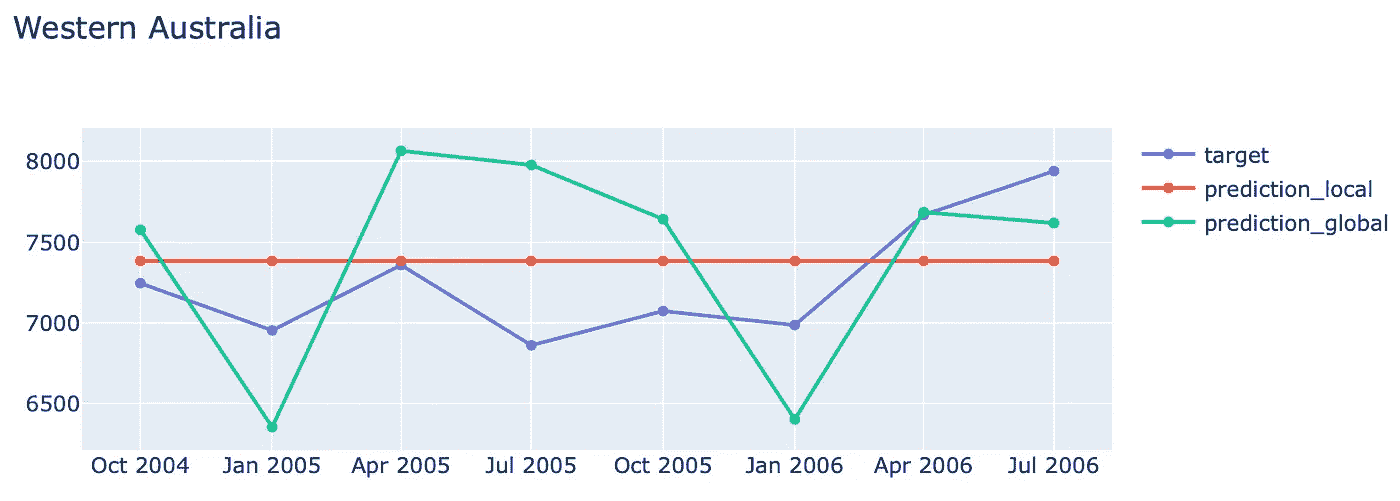 Western Australia
8000
7500
7000
6500
Oct 2004 Jan 2005 Apr 2005 Jul 2005 Oct 2005 Jan 2006 Apr 2006 Jul 2006
target
prediction_local
prediction_global